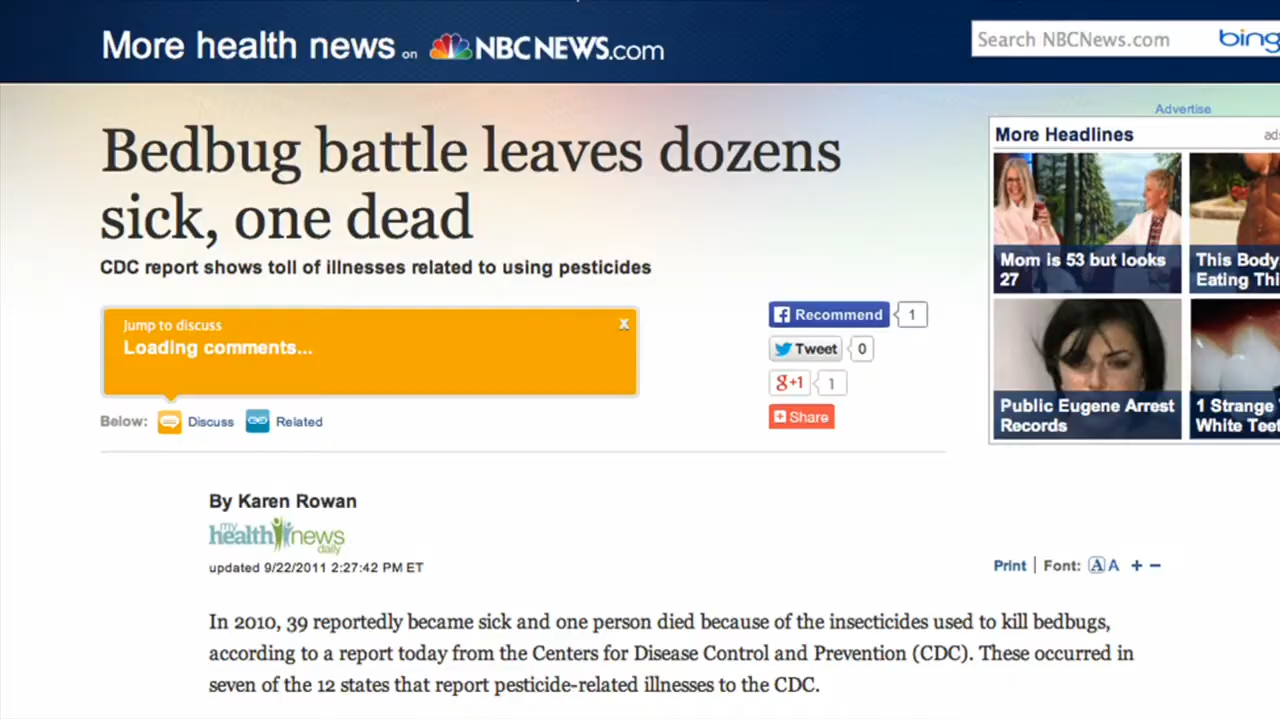 More health news on NBCNEWS.com
Search NBCNews.com
bing
Advertise
Bedbug battle leaves dozens
sick, one dead
CDC report shows toll of illnesses related to using pesticides
Jump to discuss
x
Loading comments...
Below:
Discuss
Related
Recommend
1
Tweet
0
g+1
1
Share
More Headlines
ads
Mom is 53 but looks
27
This Body
Eating Thi
Public Eugene Arrest
Records
1 Strange
White Teet
By Karen Rowan
my
healthnews
daily
updated 9/22/2011 2:27:42 PM ET
Print | Font: A A + −
In 2010, 39 reportedly became sick and one person died because of the insecticides used to kill bedbugs,
according to a report today from the Centers for Disease Control and Prevention (CDC). These occurred in
seven of the 12 states that report pesticide-related illnesses to the CDC.